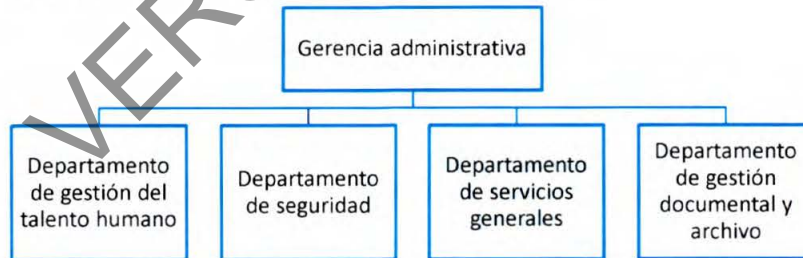 Gerencia administrativa
Departamento
de gestión del
talento humano
Departamento
de seguridad
Departamento
de servicios
generales
Departamento
de gestión
documental y
archivo